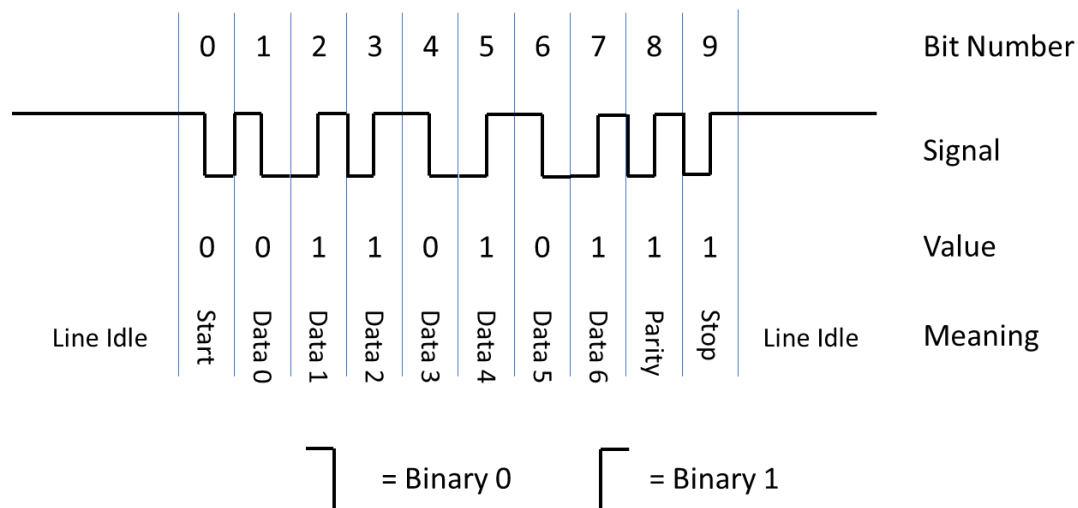 0 1 2 3 4 5 6 7 8 9 Bit Number
Signal
0 0 1 1 0 1 0 1 1 1 Value
Line Idle Start Data 0 Data 1 Data 2 Data 3 Data 4 Data 5 Data 6 Parity Stop Line Idle Meaning
= Binary 0 = Binary 1